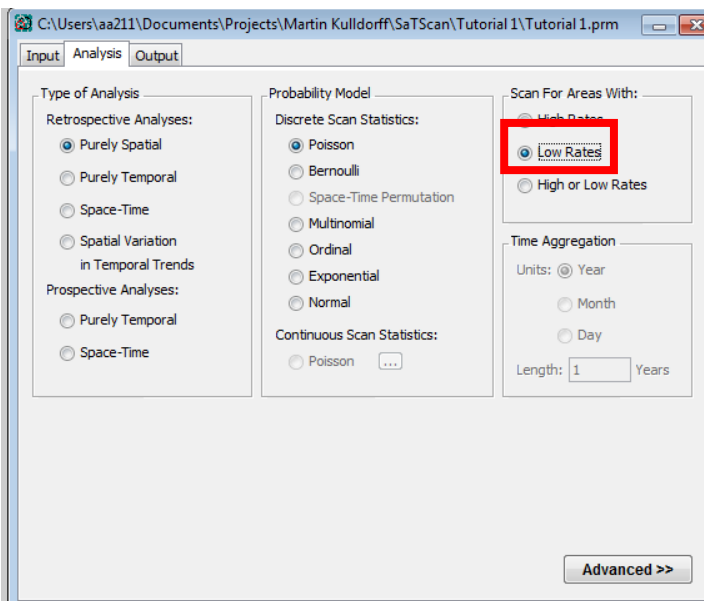 C:\Users\aa211\Documents\Projects\Martin Kulldorff\SaTScan\Tutorial 1\Tutorial 1.prm
Input Analysis Output
Type of Analysis
Retrospective Analyses:
Purely Spatial
Purely Temporal
Space-Time
Spatial Variation
in Temporal Trends
Prospective Analyses:
Purely Temporal
Space-Time
Probability Model
Discrete Scan Statistics:
Poisson
Bernoulli
Space-Time Permutation
Multinomial
Ordinal
Exponential
Normal
Continuous Scan Statistics:
Poisson ...
Scan For Areas With:
High Rates
Low Rates
High or Low Rates
Time Aggregation
Units: Year
Month
Day
Length: 1 Years
Advanced >>